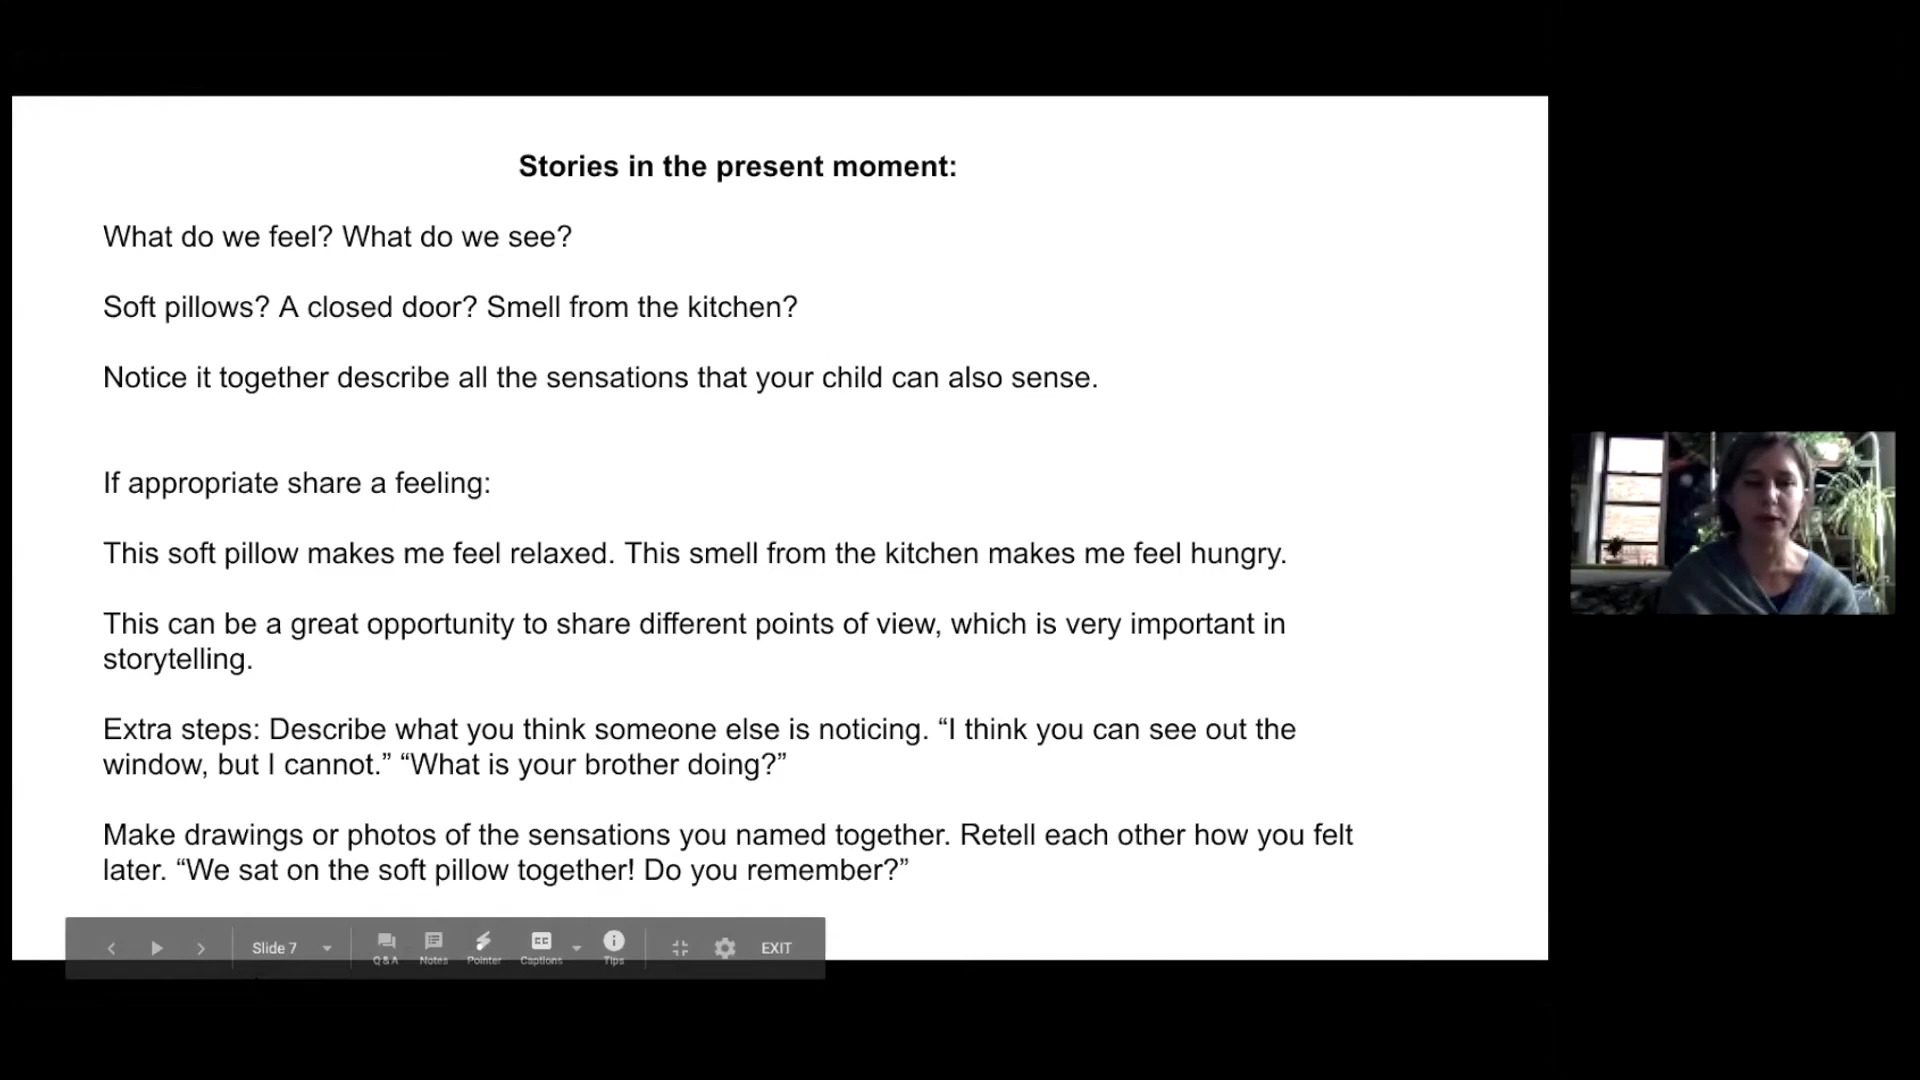 Stories in the present moment:
What do we feel? What do we see?
Soft pillows? A closed door? Smell from the kitchen?
Notice it together describe all the sensations that your child can also sense.
If appropriate share a feeling:
This soft pillow makes me feel relaxed. This smell from the kitchen makes me feel hungry.
This can be a great opportunity to share different points of view, which is very important in
storytelling.
Extra steps: Describe what you think someone else is noticing. “I think you can see out the
window, but I cannot.” “What is your brother doing?”
Make drawings or photos of the sensations you named together. Retell each other how you felt
later. “We sat on the soft pillow together! Do you remember?”
Slide 7 Q & A Notes Pointer CC Captions Tips EXIT